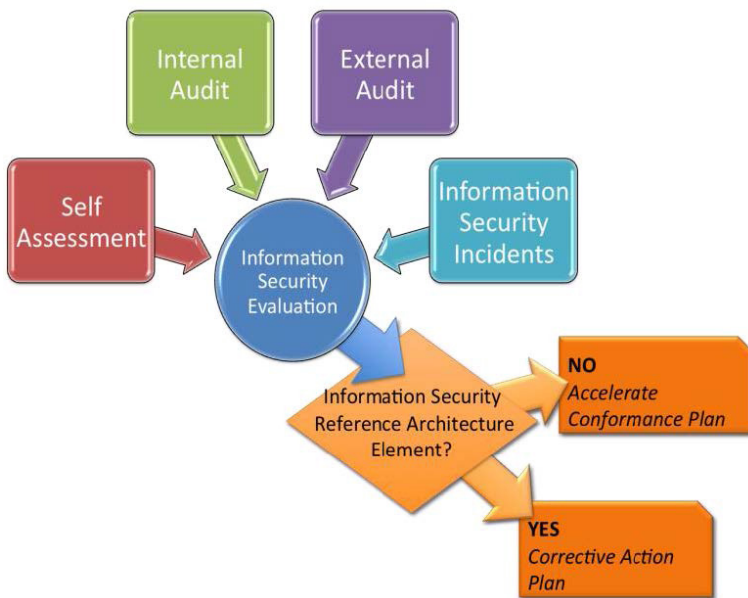 Internal
Audit
External
Audit
Self
Assessment
Information
Security
Evaluation
Information
Security
Incidents
Information Security
Reference Architecture
Element?
NO
Accelerate
Conformance Plan
YES
Corrective Action
Plan